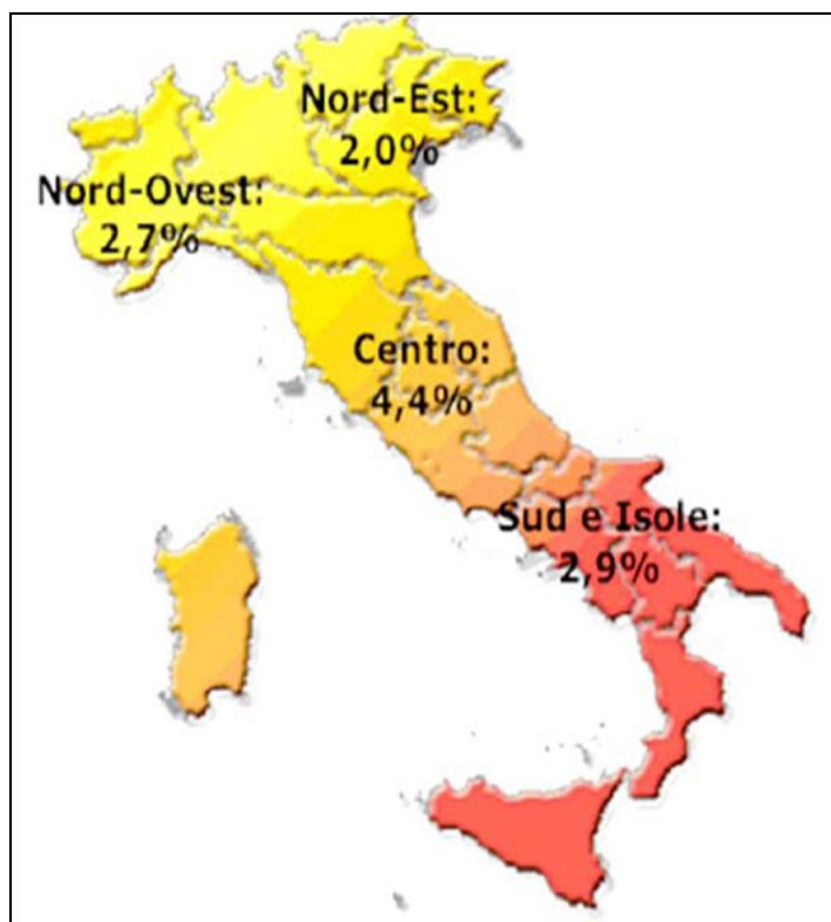 Nord-Est:
2,0%
Nord-Ovest:
2,7%
Centro:
4,4%
Sud e Isole:
2,9%